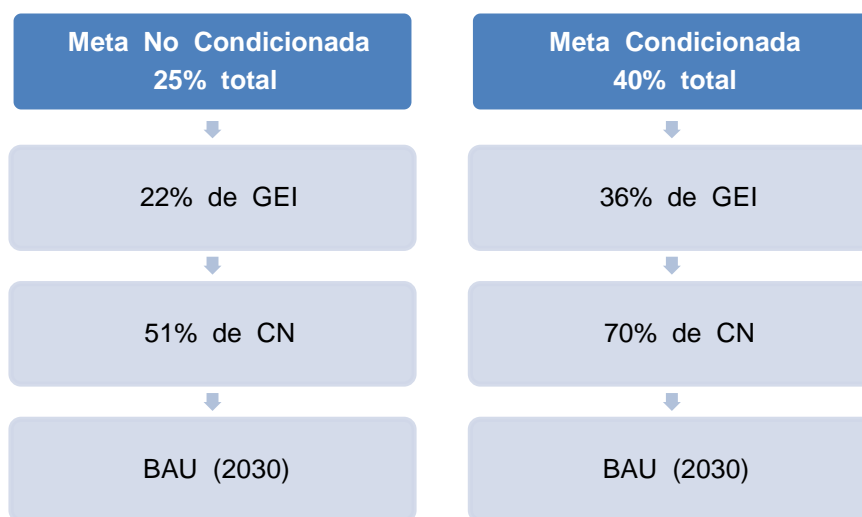 Meta No Condicionada
25% total
22% de GEI
51% de CN
BAU (2030)
Meta Condicionada
40% total
36% de GEI
70% de CN
BAU (2030)